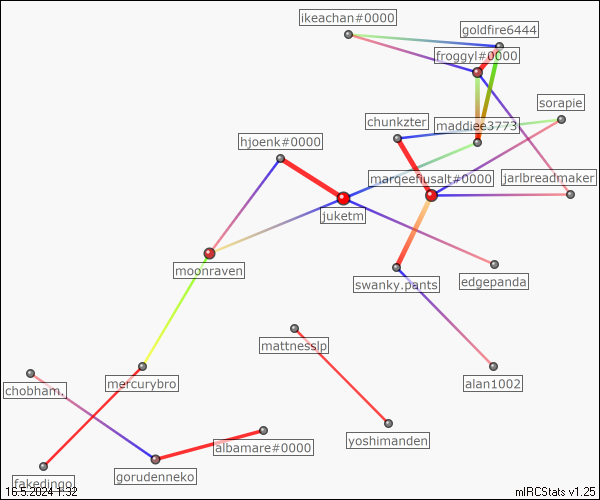 ikeachan#0000
goldfire6444
froggyl#0000
sorapie
chunkzter
maddiee3773
hjoenk#0000
marqeeflusalt#0000
jarlbreadmaker
juketm
moonraven
edgepanda
swanky.pants
mattnesslp
mercurybro
alan1002
chobham.
yoshimanden
albamare#0000
gorudenneko
fakedingo
16.5.2024 1:32
mIRCStats v1.25